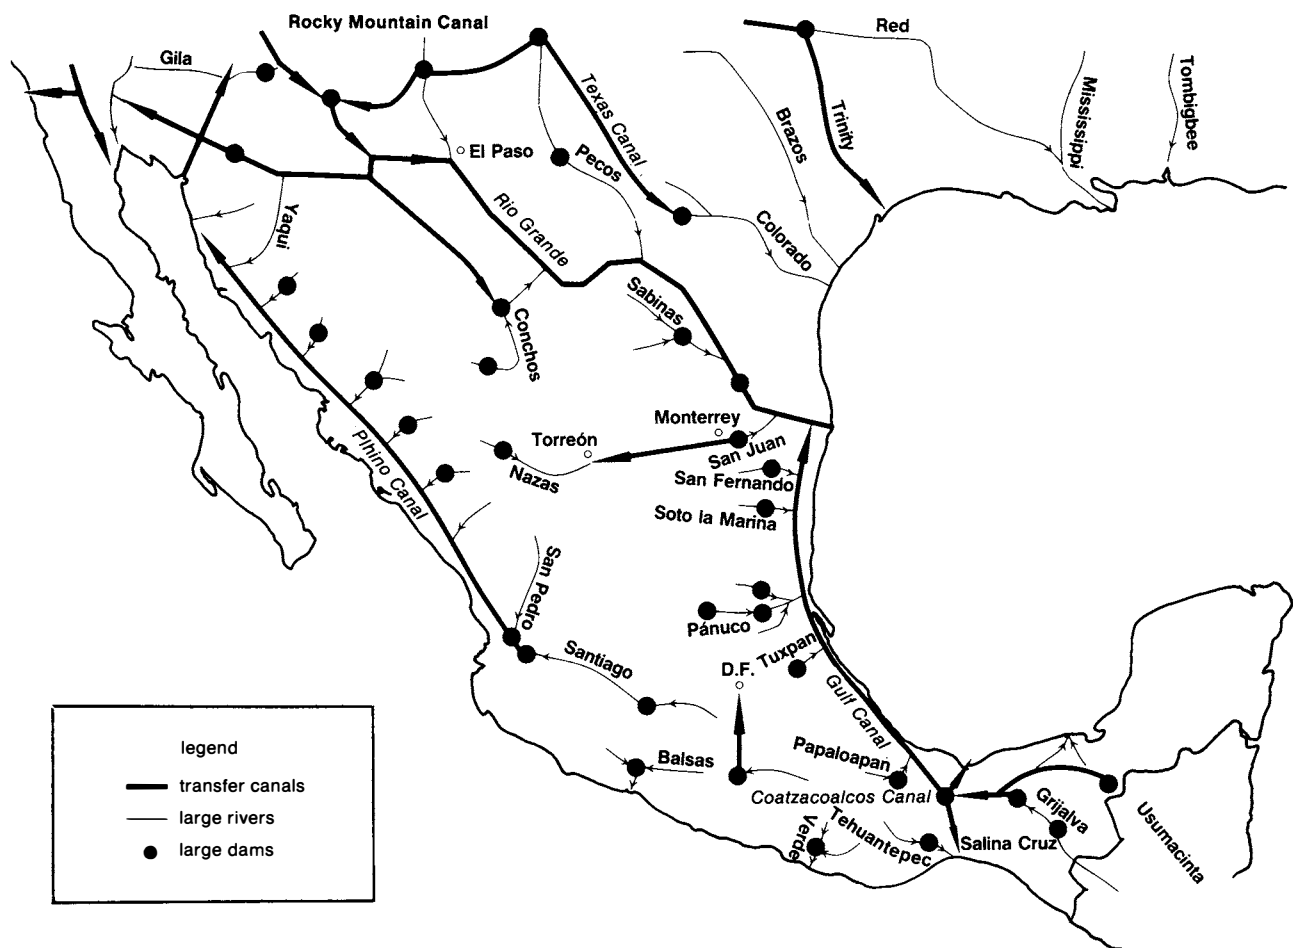 Rocky Mountain Canal
Red
Gila
Mississippi
Tombigbee
Texas Canal
Brazos
Trinity
El Paso
Pecos
Rio Grande
Yaqui
Colorado
Sabinas
Conchos
Monterrey
Torreón
San Juan
Plhino Canal
Nazas
San Fernando
Soto la Marina
San Pedro
Pánuco
Tuxpan
Santiago
D.F.
Gulf Canal
Balsas
Papaloapan
Coatzacoalcos Canal
Grijalva
Verde
Tehuantepec
Salina Cruz
Usumacinta
legend
transfer canals
large rivers
large dams